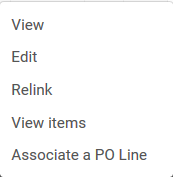 View
Edit
Relink
View items
Associate a PO Line